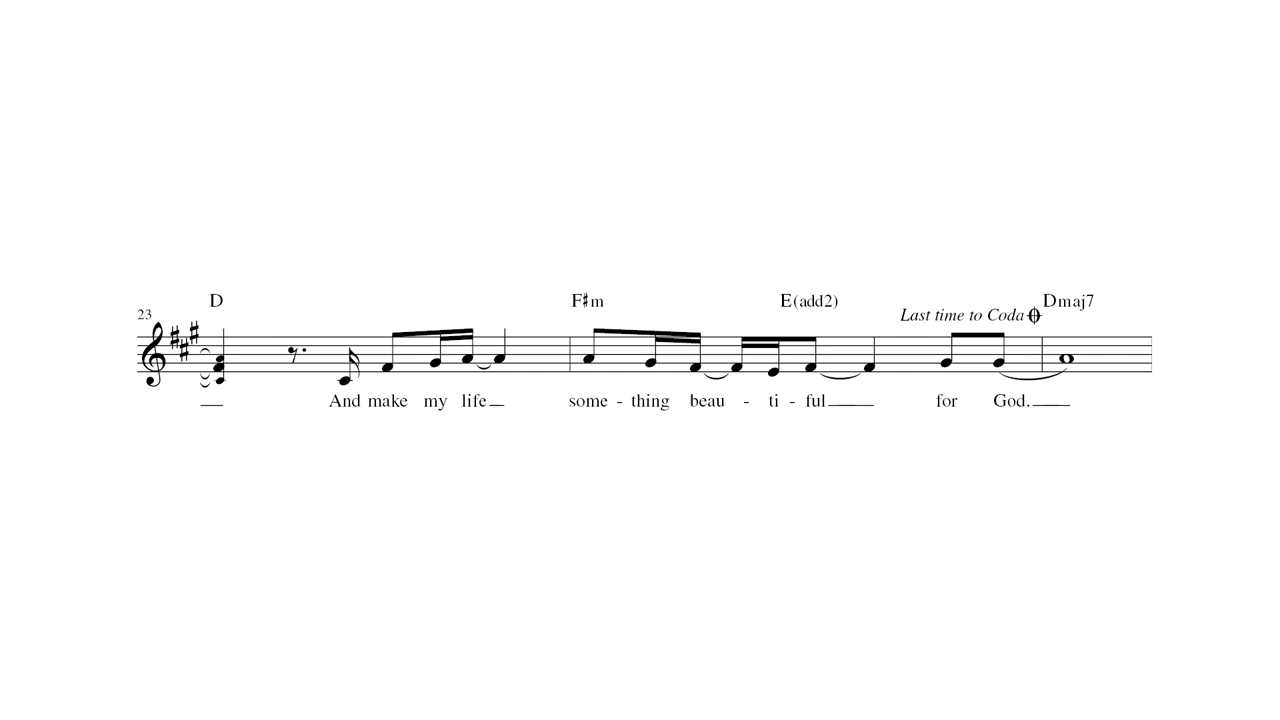 D F♯m E(add2) Dmaj7
23 Last time to Coda
And make my life some - thing beau - ti - ful for God.